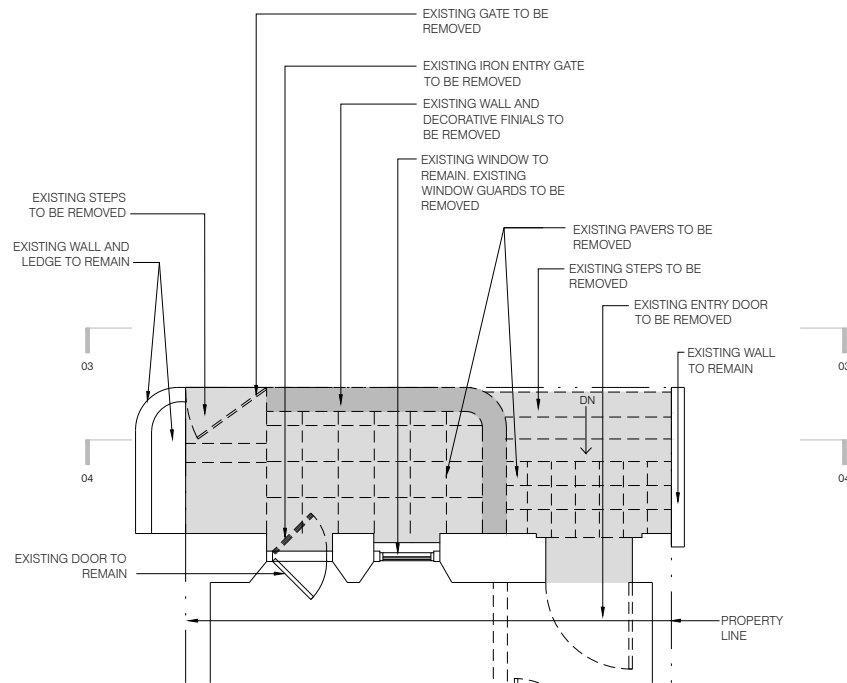 EXISTING GATE TO BE
REMOVED
EXISTING IRON ENTRY GATE
TO BE REMOVED
EXISTING WALL AND
DECORATIVE FINIALS TO
BE REMOVED
EXISTING WINDOW TO
REMAIN. EXISTING
WINDOW GUARDS TO BE
REMOVED
EXISTING STEPS
TO BE REMOVED
EXISTING WALL AND
LEDGE TO REMAIN
EXISTING PAVERS TO BE
REMOVED
EXISTING STEPS TO BE
REMOVED
EXISTING ENTRY DOOR
TO BE REMOVED
EXISTING WALL
TO REMAIN
03
03
DN
04
04
EXISTING DOOR TO
REMAIN
PROPERTY
LINE